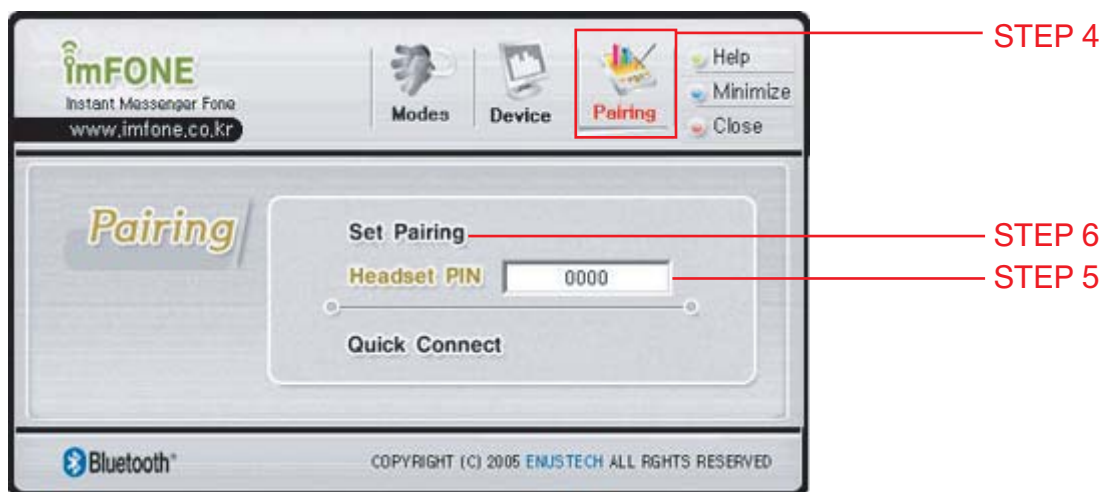 imFONE
Instant Messenger Fone
www.imfone.co.kr
Modes
Device
Pairing
Help
Minimize
Close
STEP 4
Pairing
Set Pairing
STEP 6
Headset PIN 0000
STEP 5
Quick Connect
Bluetooth®
COPYRIGHT (C) 2005 ENUSTECH ALL RGHTS RESERVED